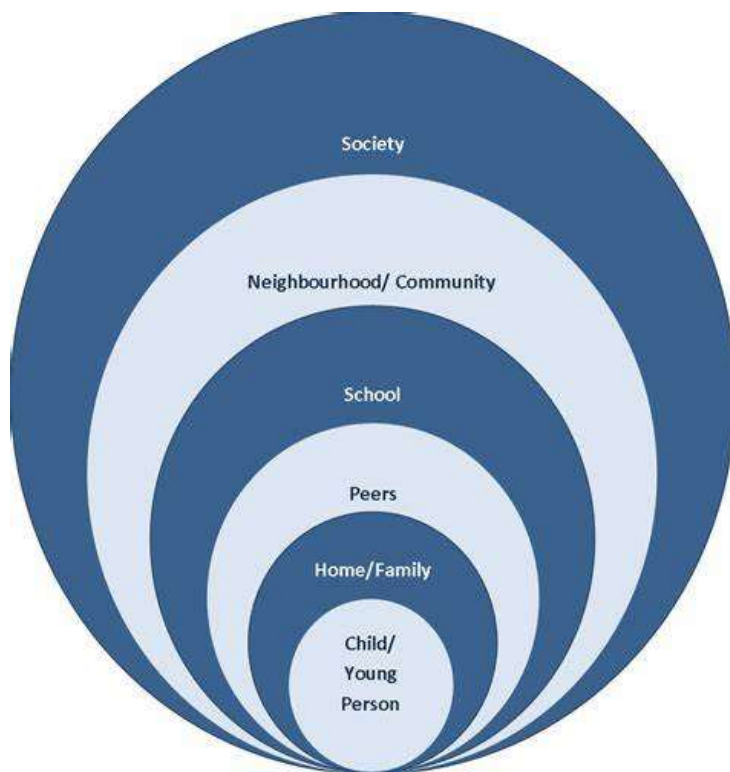 Society
Neighbourhood/ Community
School
Peers
Home/Family
Child/
Young
Person